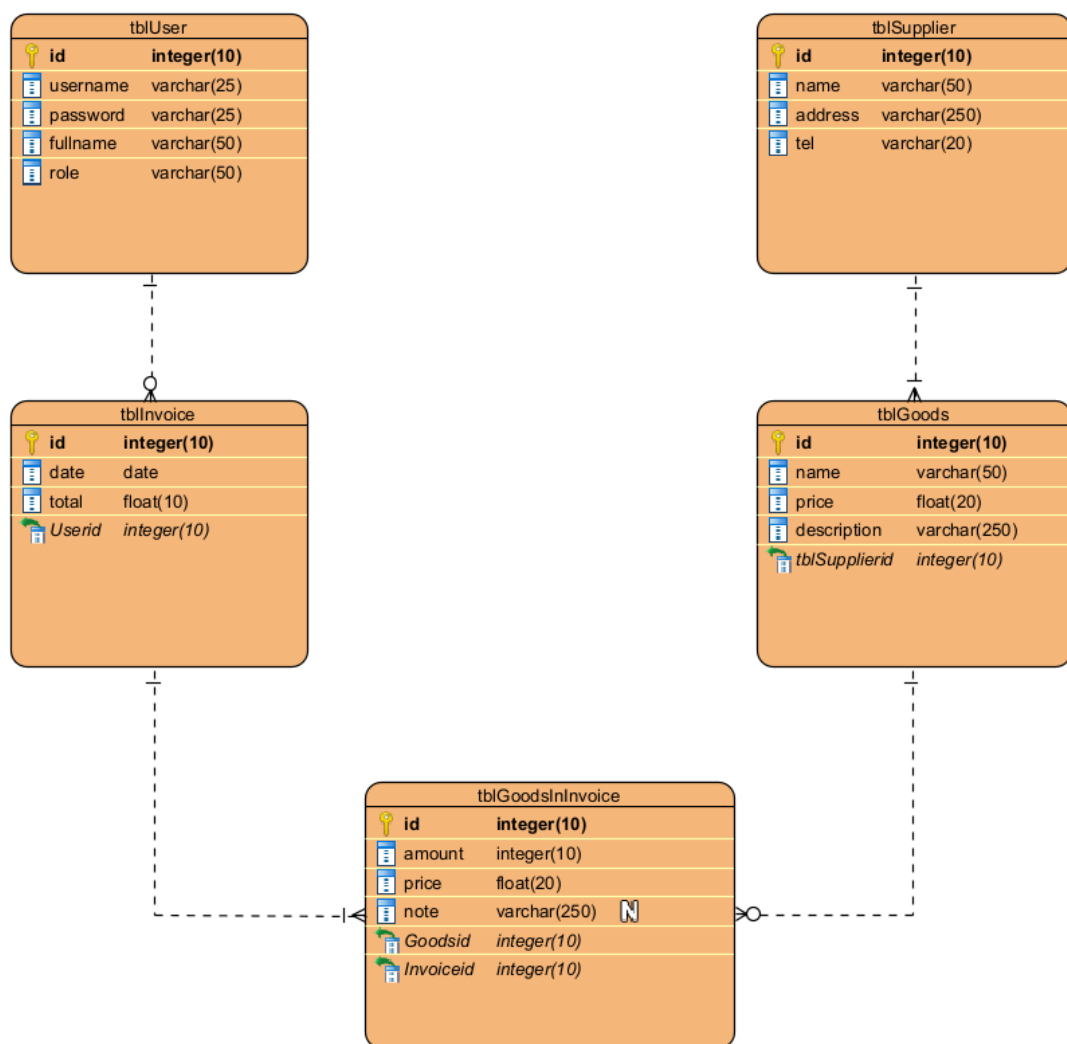 tblUser
id integer(10)
username varchar(25)
password varchar(25)
fullname varchar(50)
role varchar(50)
tblSupplier
id integer(10)
name varchar(50)
address varchar(250)
tel varchar(20)
tblInvoice
id integer(10)
date date
total float(10)
Userid integer(10)
tblGoods
id integer(10)
name varchar(50)
price float(20)
description varchar(250)
tblSupplierid integer(10)
tblGoodsInInvoice
id integer(10)
amount integer(10)
price float(20)
note varchar(250) N
Goodsid integer(10)
Invoiceid integer(10)